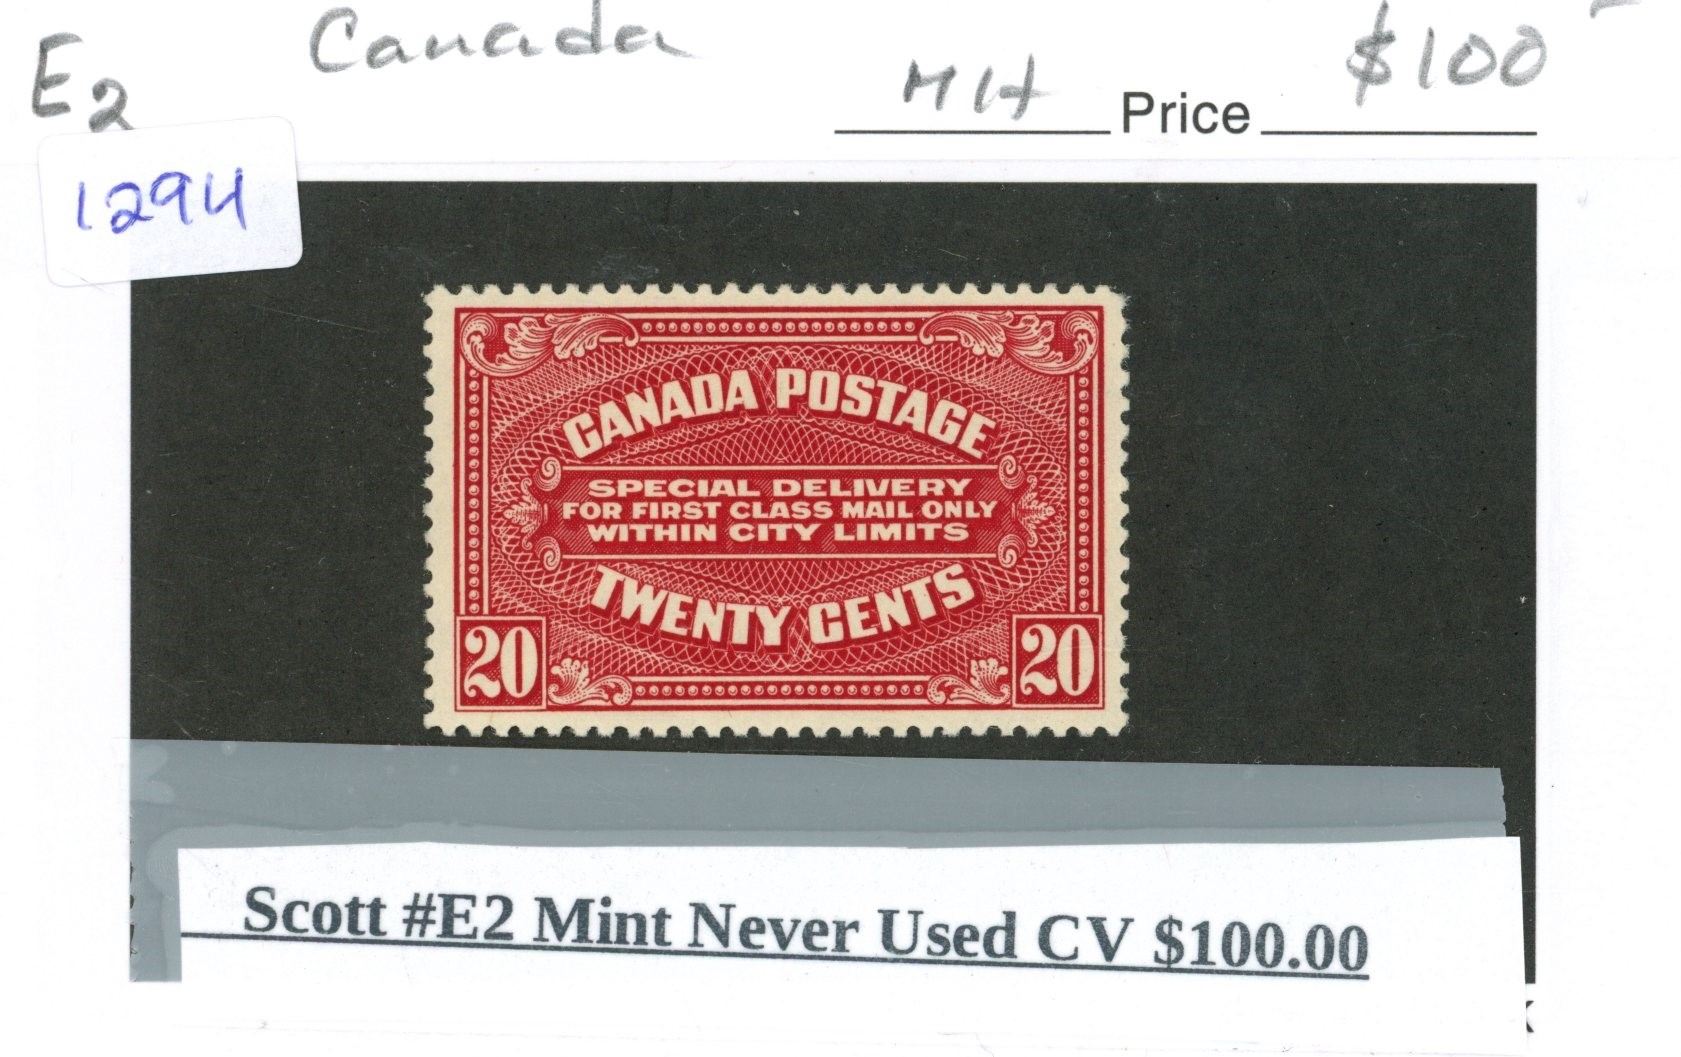 Canada
E2
MH Price $100
1294
CANADA POSTAGE
SPECIAL DELIVERY
FOR FIRST CLASS MAIL ONLY
WITHIN CITY LIMITS
TWENTY CENTS
20 20
Scott #E2 Mint Never Used CV $100.00